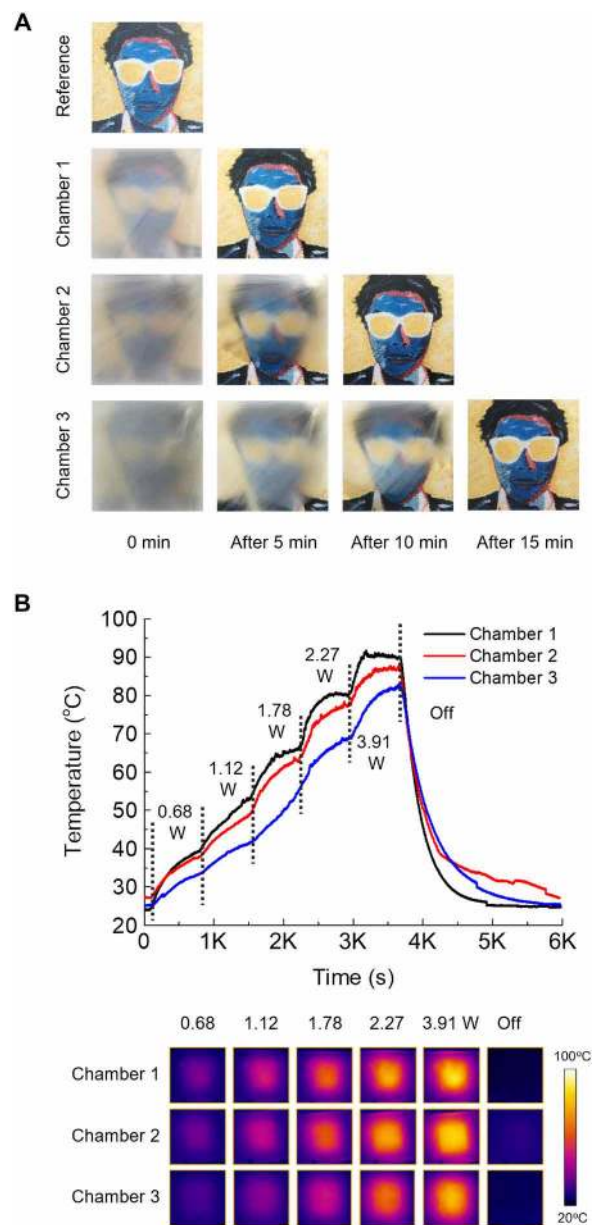 A
Reference
Chamber 1
Chamber 2
Chamber 3
0 min
After 5 min
After 10 min
After 15 min
B
100
90
80
70
60
50
40
30
20
Temperature (°C)
0.68
W
1.12
W
1.78
W
2.27
W
3.91
W
Off
Chamber 1
Chamber 2
Chamber 3
0 1K 2K 3K 4K 5K 6K
Time (s)
0.68 1.12 1.78 2.27 3.91 W Off
Chamber 1
Chamber 2
Chamber 3
100°C
20°C